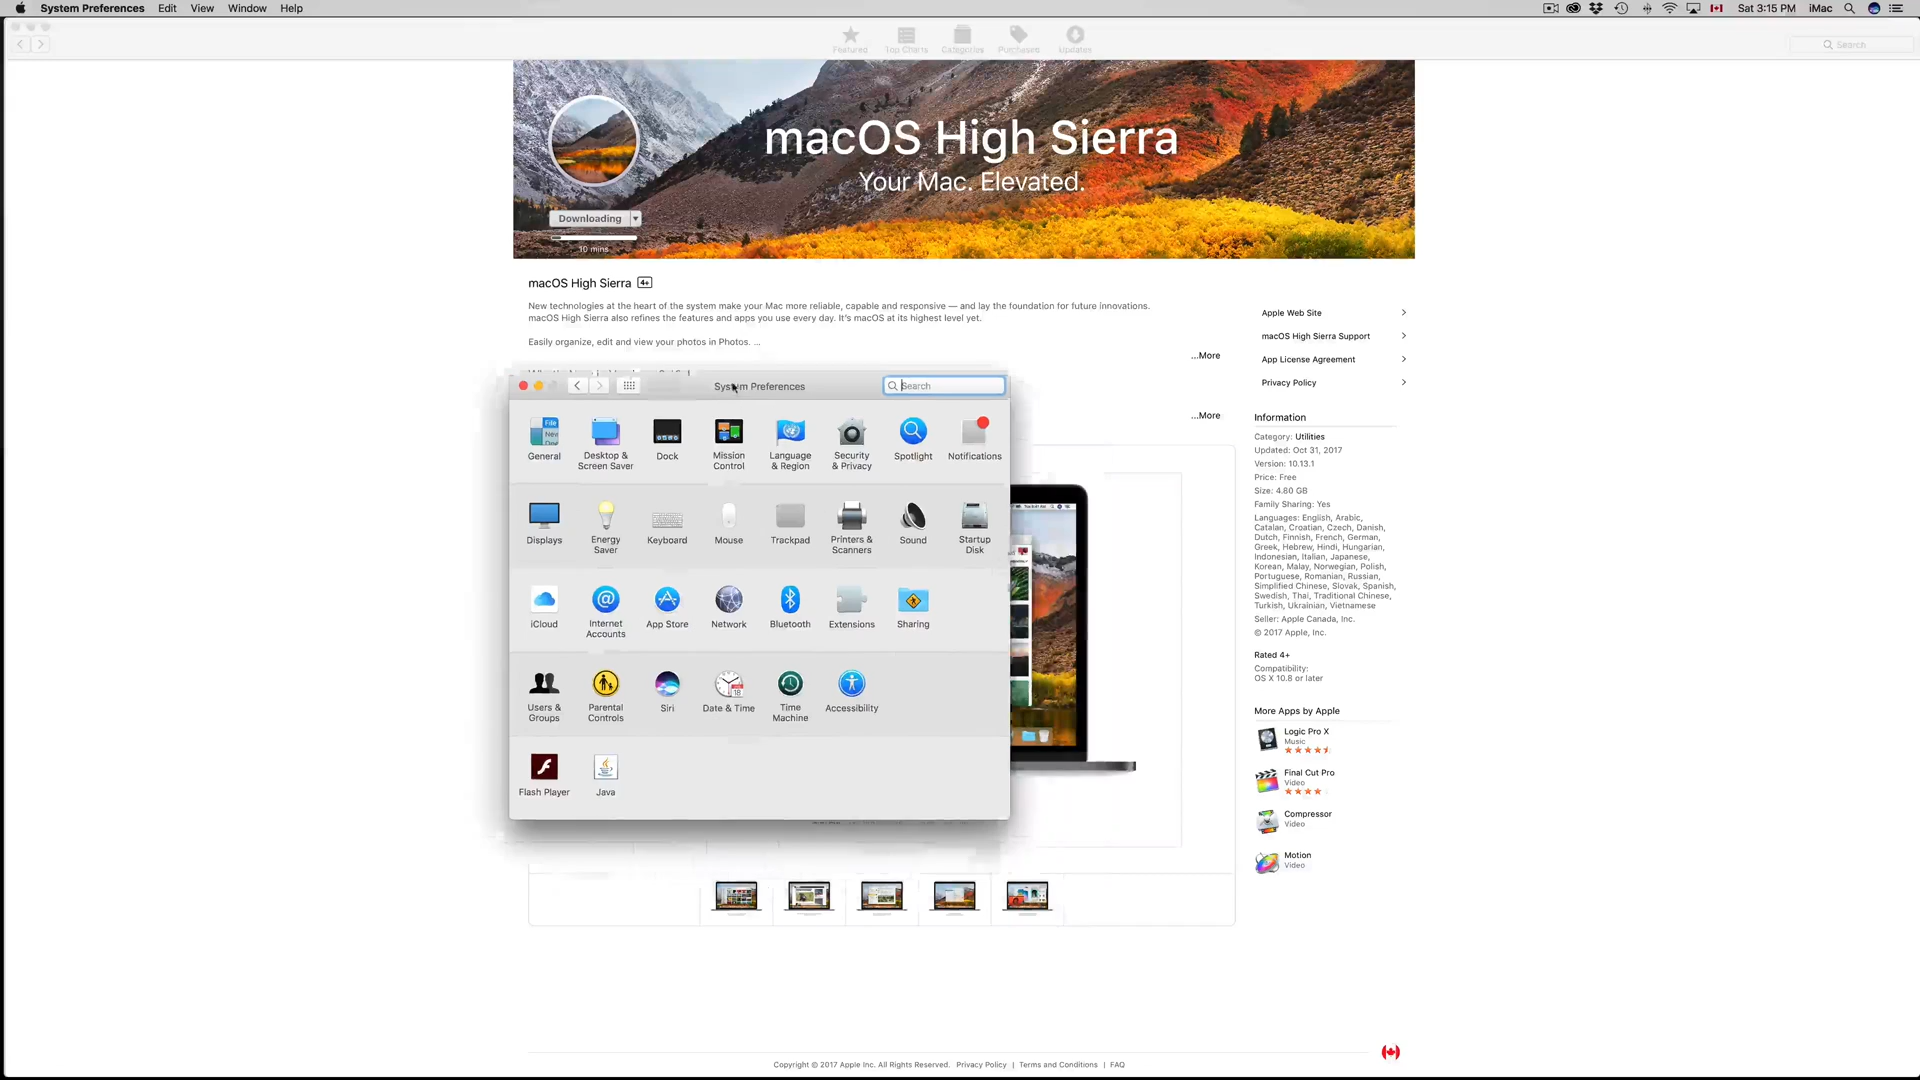 System Preferences Edit View Window Help
Sat 3:15 PM iMac
Featured Top Charts Categories Purchases Updates
Search
macOS High Sierra
Your Mac. Elevated.
Downloading
10 mins
macOS High Sierra 4+
New technologies at the heart of the system make your Mac more reliable, capable and responsive — and lay the foundation for future innovations.
macOS High Sierra also refines the features and apps you use every day. It's macOS at its highest level yet.
Easily organize, edit and view your photos in Photos. ...
...More
...More
System Preferences
Search
General
Desktop &
Screen Saver
Dock
Mission
Control
Language
& Region
Security
& Privacy
Spotlight
Notifications
Displays
Energy
Saver
Keyboard
Mouse
Trackpad
Printers &
Scanners
Sound
Startup
Disk
iCloud
Internet
Accounts
App Store
Network
Bluetooth
Extensions
Sharing
Users &
Groups
Parental
Controls
Siri
Date & Time
Time
Machine
Accessibility
Flash Player
Java
Apple Web Site
macOS High Sierra Support
App License Agreement
Privacy Policy
Information
Category: Utilities
Updated: Oct 31, 2017
Version: 10.13.1
Price: Free
Size: 4.80 GB
Family Sharing: Yes
Languages: English, Arabic,
Catalan, Croatian, Czech, Danish,
Dutch, Finnish, French, German,
Greek, Hebrew, Hindi, Hungarian,
Indonesian, Italian, Japanese,
Korean, Malay, Norwegian, Polish,
Portuguese, Romanian, Russian,
Simplified Chinese, Slovak, Spanish,
Swedish, Thai, Traditional Chinese,
Turkish, Ukrainian, Vietnamese
Seller: Apple Canada, Inc.
© 2017 Apple, Inc.
Rated 4+
Compatibility:
OS X 10.8 or later
More Apps by Apple
Logic Pro X
Music
Final Cut Pro
Video
Compressor
Video
Motion
Video
Copyright © 2017 Apple Inc. All Rights Reserved. Privacy Policy | Terms and Conditions | FAQ